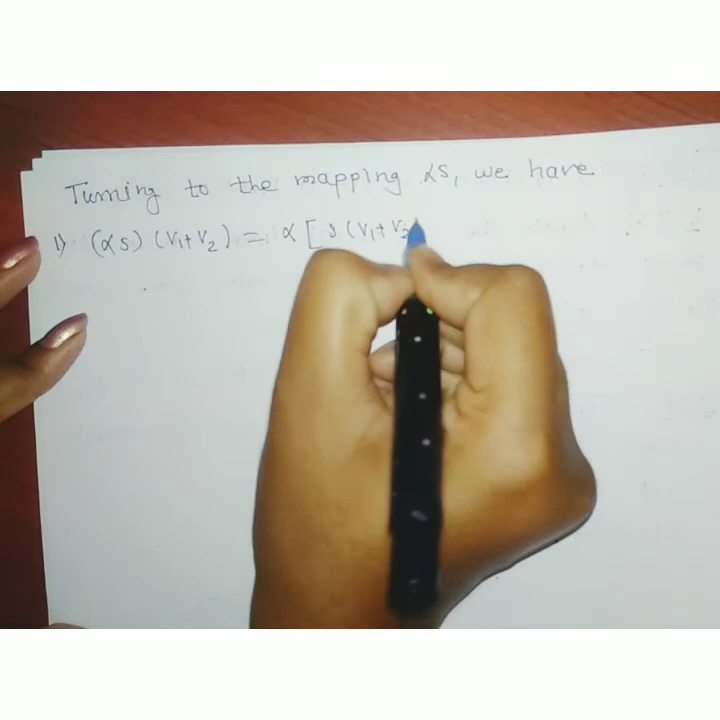 Turning to the mapping αS, we have
1) (αS) (V₁+V₂) = α [ S (V₁+ V₂